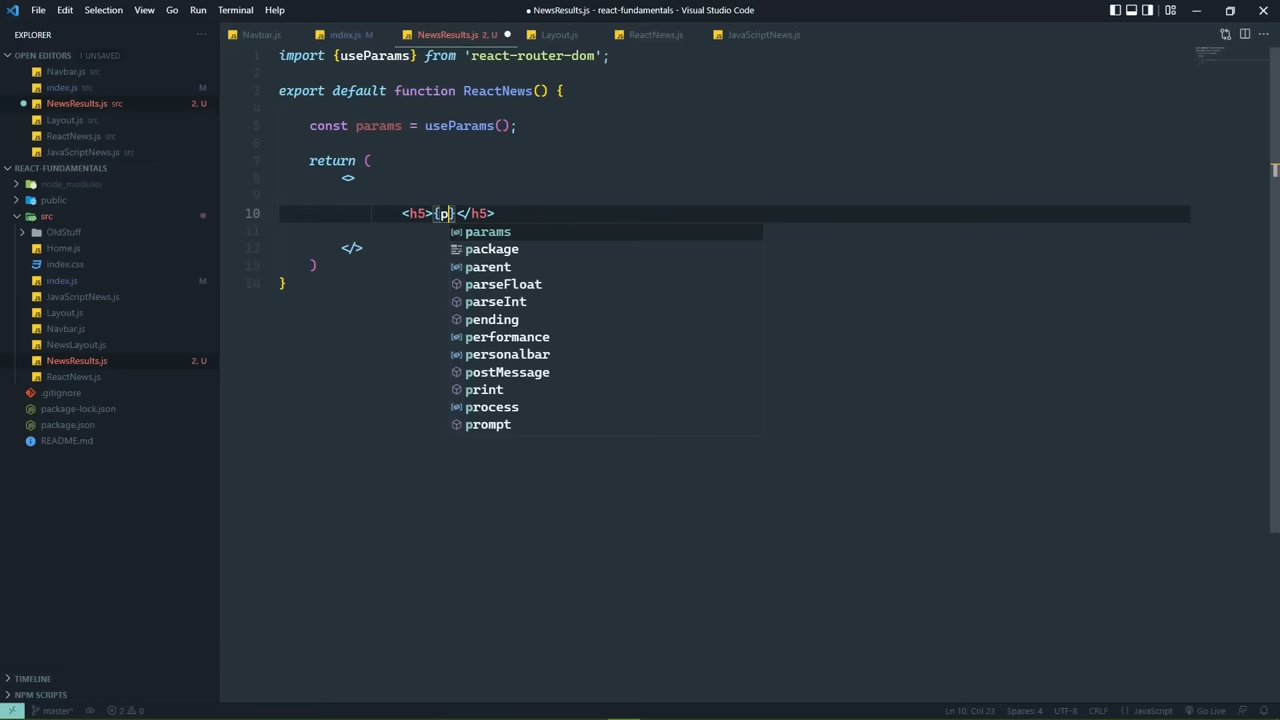 File Edit Selection View Go Run Terminal Help
● NewsResults.js - react-fundamentals - Visual Studio Code
EXPLORER ...
OPEN EDITORS 1 UNSAVED
Navbar.js src
index.js M
NewsResults.js src 2, U
Layout.js src
ReactNews.js src
JavaScriptNews.js src
REACT-FUNDAMENTALS
node_modules
public
src
OldStuff
Home.js
index.css
index.js M
JavaScriptNews.js
Layout.js
Navbar.js
NewsLayout.js
NewsResults.js 2, U
ReactNews.js
.gitignore
package-lock.json
package.json
README.md
TIMELINE
NPM SCRIPTS
Navbar.js index.js M NewsResults.js 2, U Layout.js ReactNews.js JavaScriptNews.js
1 import {useParams} from 'react-router-dom';
2
3 export default function ReactNews() {
4
5 const params = useParams();
6
7 return (
8 <>
9
10 <h5>{p}</h5>
11
12 </>
13 )
14 }
params
package
parent
parseFloat
parseInt
pending
performance
personalbar
postMessage
print
process
prompt
master* 2 0 Ln 10, Col 23 Spaces: 4 UTF-8 CRLF {} JavaScript Go Live